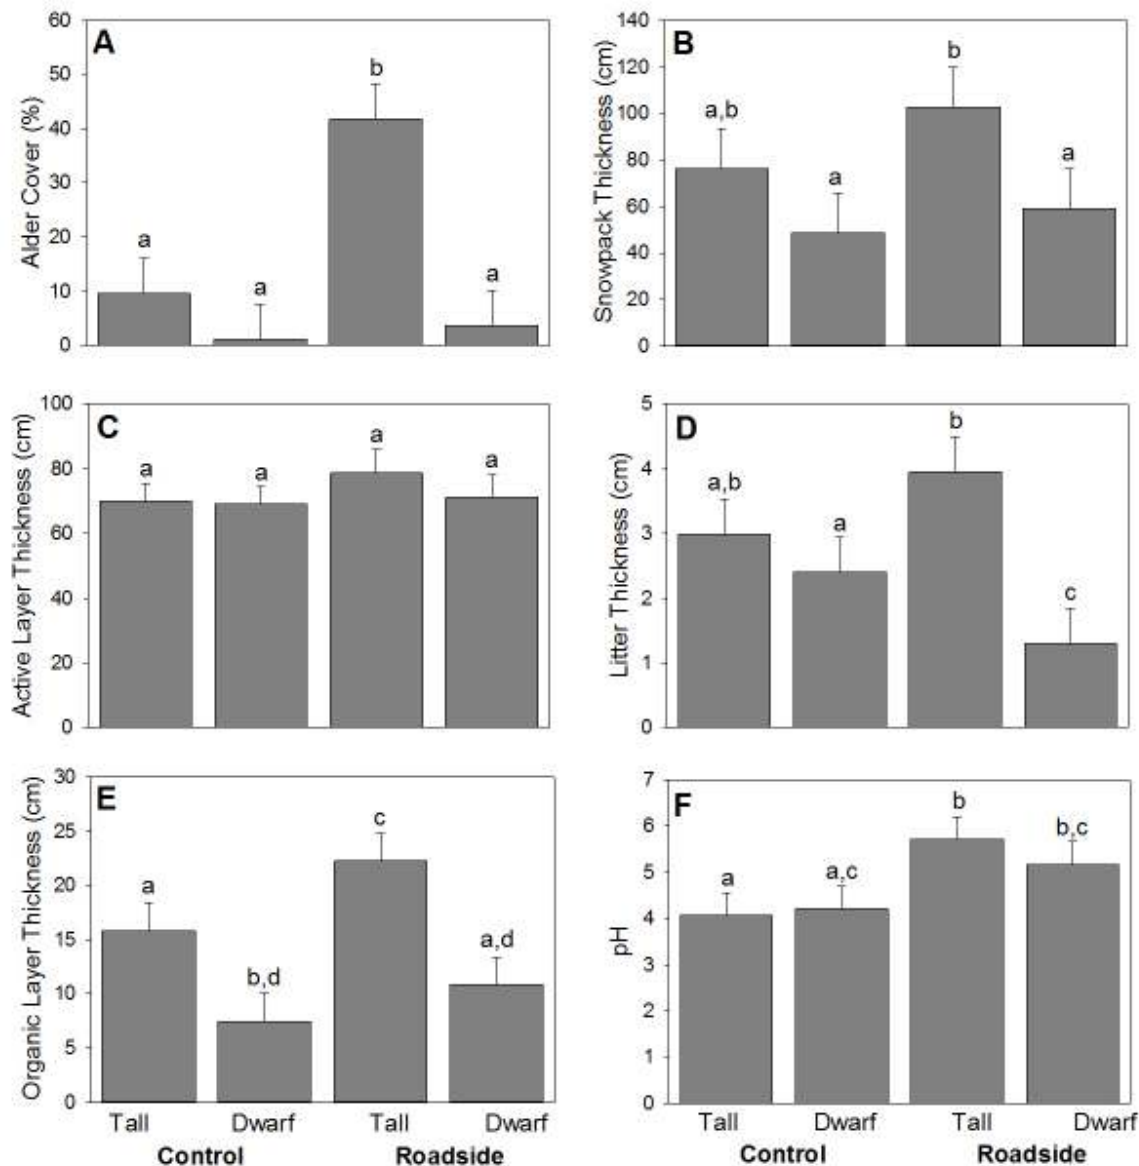 A
Alder Cover (%)
60
50
40
30
20
10
0
a
a
b
a
B
Snowpack Thickness (cm)
140
120
100
80
60
40
20
0
a,b
a
b
a
C
Active Layer Thickness (cm)
100
80
60
40
20
0
a
a
a
a
D
Litter Thickness (cm)
5
4
3
2
1
0
a,b
a
b
c
E
Organic Layer Thickness (cm)
30
25
20
15
10
5
0
a
b,d
c
a,d
Tall Dwarf Tall Dwarf
Control Roadside
F
pH
7
6
5
4
3
2
1
0
a
a,c
b
b,c
Tall Dwarf Tall Dwarf
Control Roadside